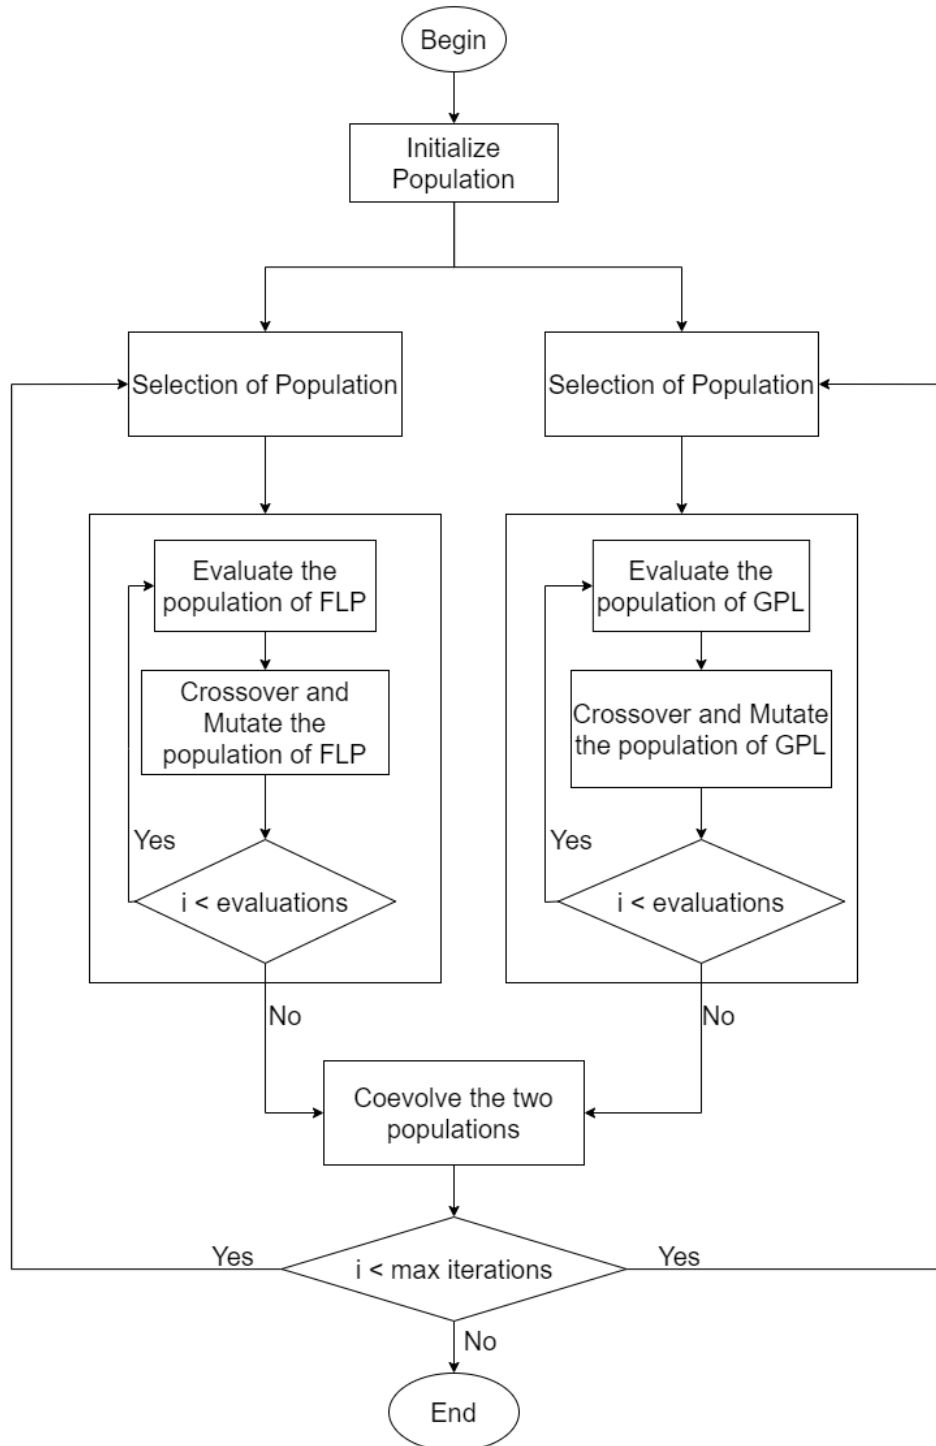 Begin
Initialize
Population
Selection of Population
Selection of Population
Evaluate the
population of FLP
Crossover and
Mutate the
population of FLP
Yes
i < evaluations
No
Evaluate the
population of GPL
Crossover and Mutate
the population of GPL
Yes
i < evaluations
No
Coevolve the two
populations
Yes
i < max iterations
Yes
No
End